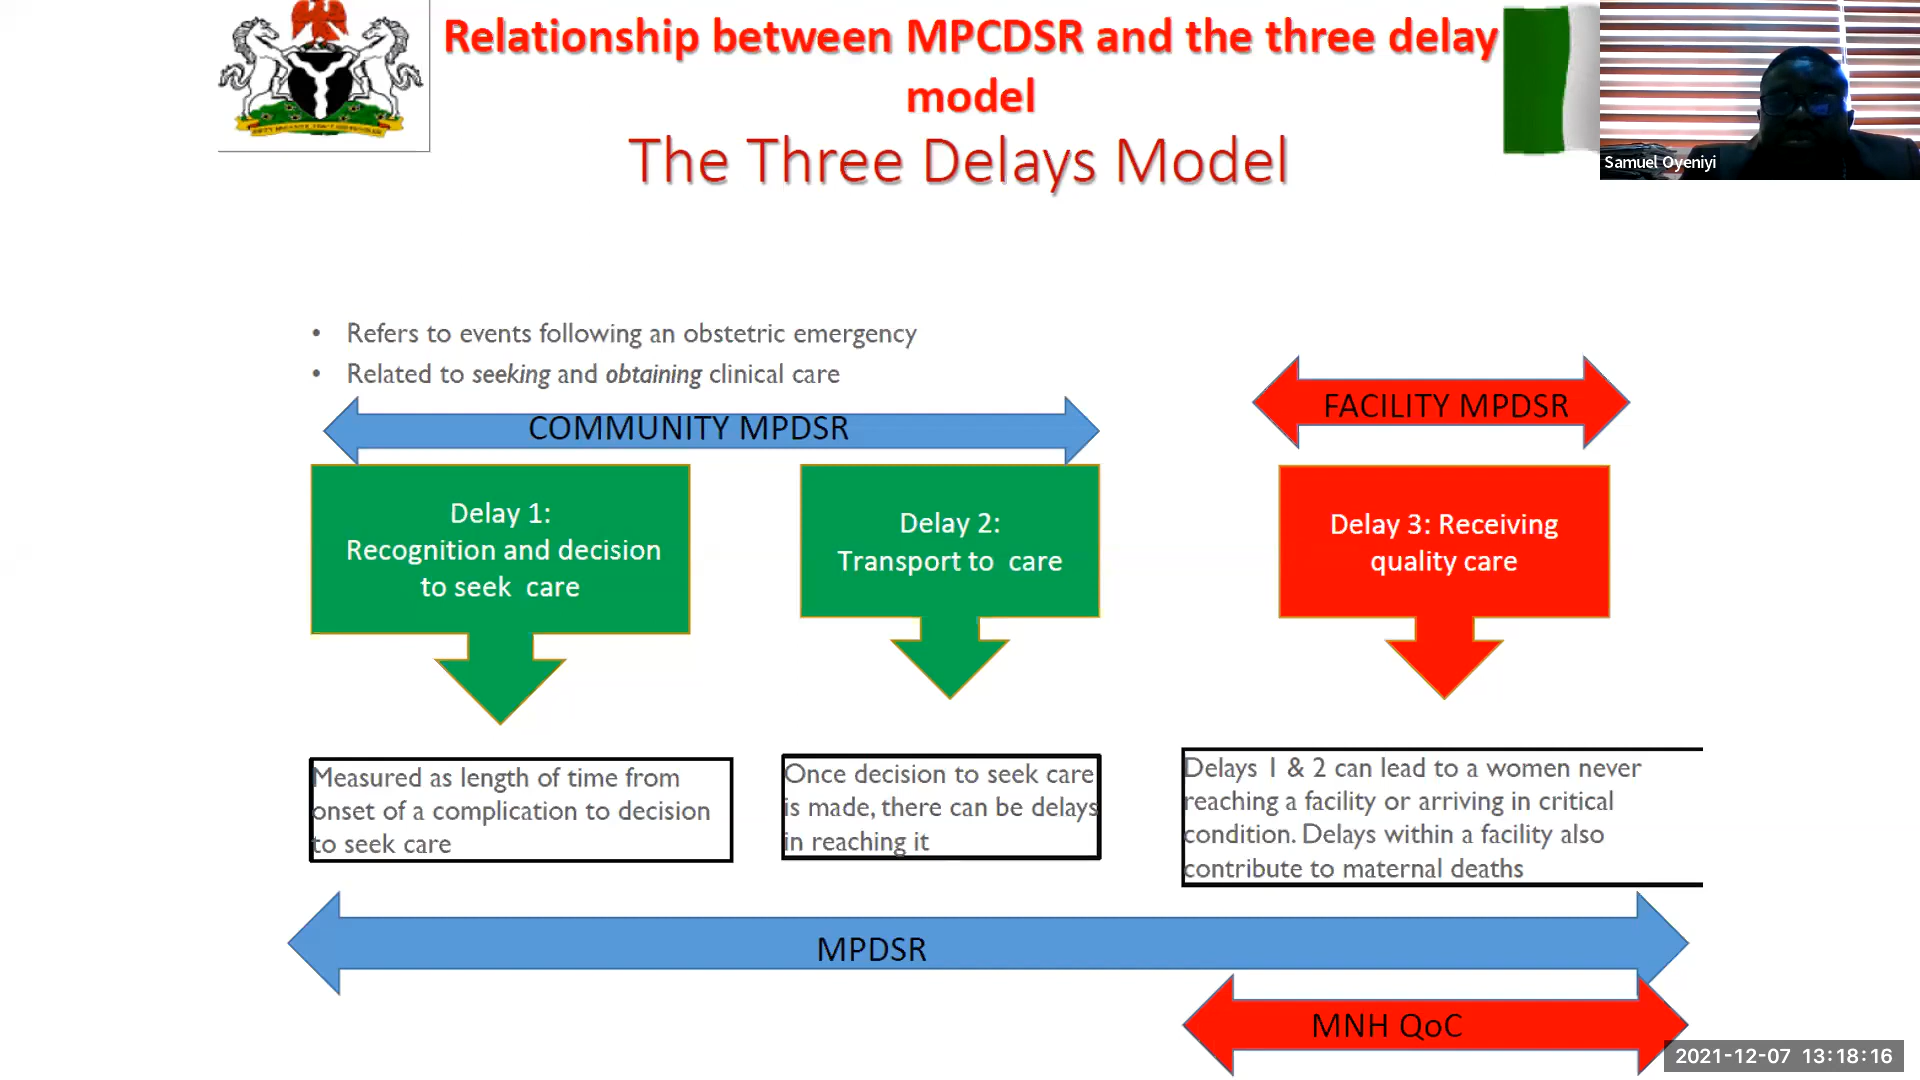 Relationship between MPCDSR and the three delay
model
The Three Delays Model
Samuel Oyeniyi
• Refers to events following an obstetric emergency
• Related to seeking and obtaining clinical care
COMMUNITY MPDSR
FACILITY MPDSR
Delay 1:
Recognition and decision
to seek care
Delay 2:
Transport to care
Delay 3: Receiving
quality care
Measured as length of time from
onset of a complication to decision
to seek care
Once decision to seek care
is made, there can be delays
in reaching it
Delays 1 & 2 can lead to a women never
reaching a facility or arriving in critical
condition. Delays within a facility also
contribute to maternal deaths
MPDSR
MNH QoC
2021-12-07 13:18:16